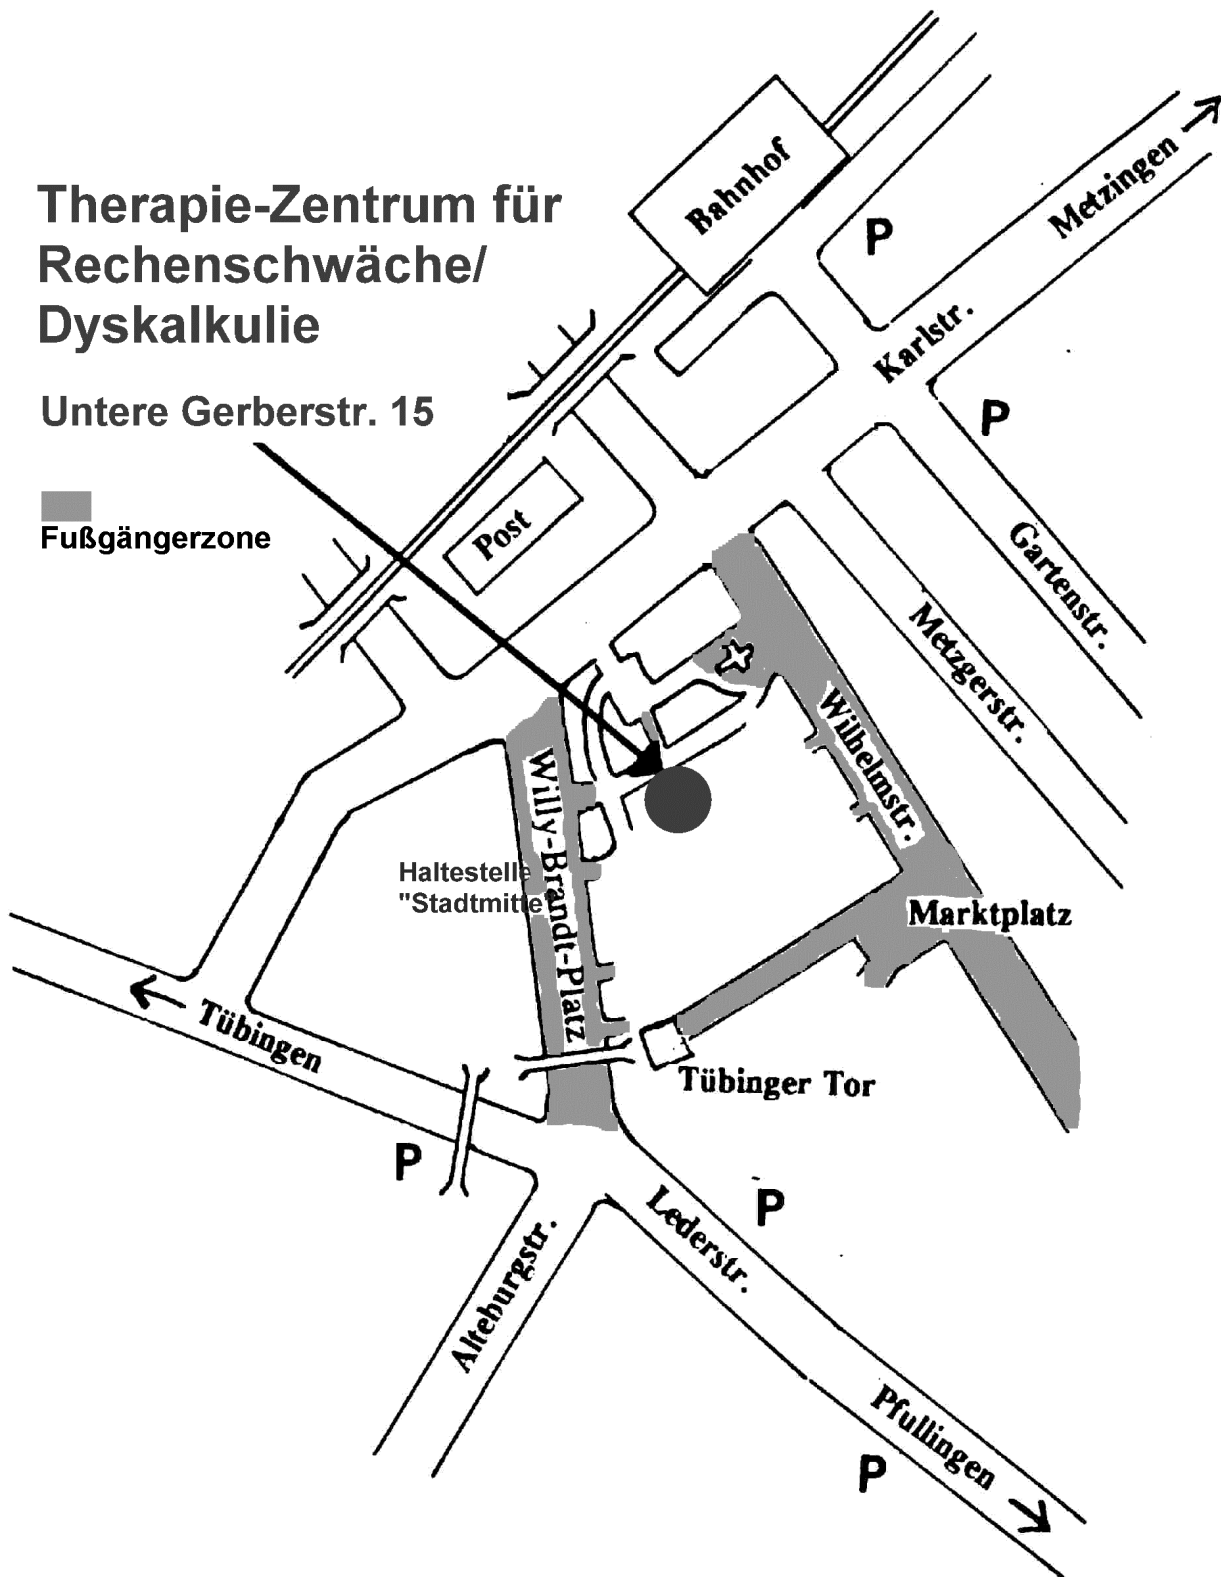 Therapie-Zentrum für
Rechenschwäche/
Dyskalkulie
Untere Gerberstr. 15
Fußgängerzone
Bahnhof
P
Metzingen
Karlstr.
P
Post
Gartenstr.
Metzgerstr.
Wilhelmstr.
Willy-Brandt-Platz
Haltestelle
"Stadtmitte"
Marktplatz
Tübingen
Tübinger Tor
P
P
Lederstr.
Alteburgstr.
Pfullingen
P